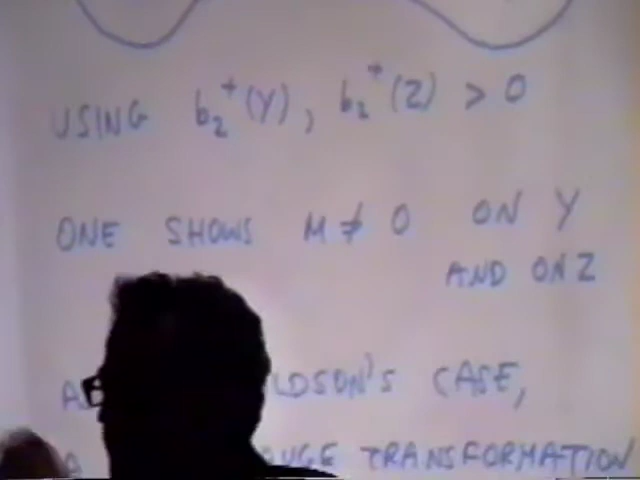 USING b₂⁺(Y), b₂⁺(Z) > 0
ONE SHOWS M ≠ 0 ON Y
AND ON Z
LDSON'S CASE,
UGE TRANSFORMATION